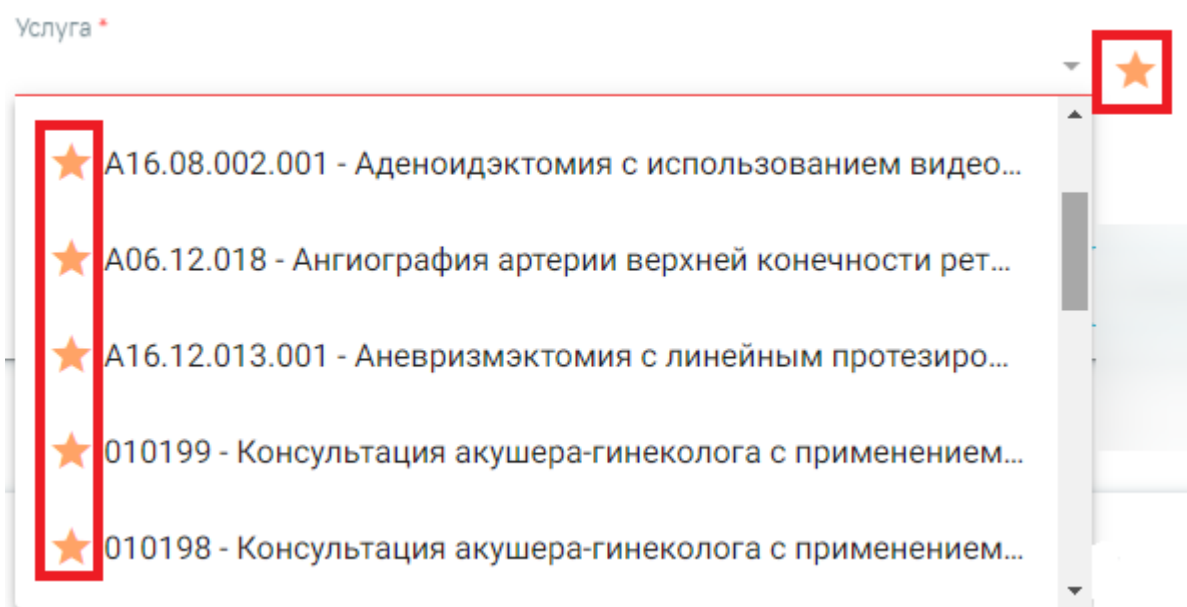 Услуга *
A16.08.002.001 - Аденоидэктомия с использованием видео...
A06.12.018 - Ангиография артерии верхней конечности рет...
A16.12.013.001 - Аневризмэктомия с линейным протезиро...
010199 - Консультация акушера-гинеколога с применением...
010198 - Консультация акушера-гинеколога с применением...